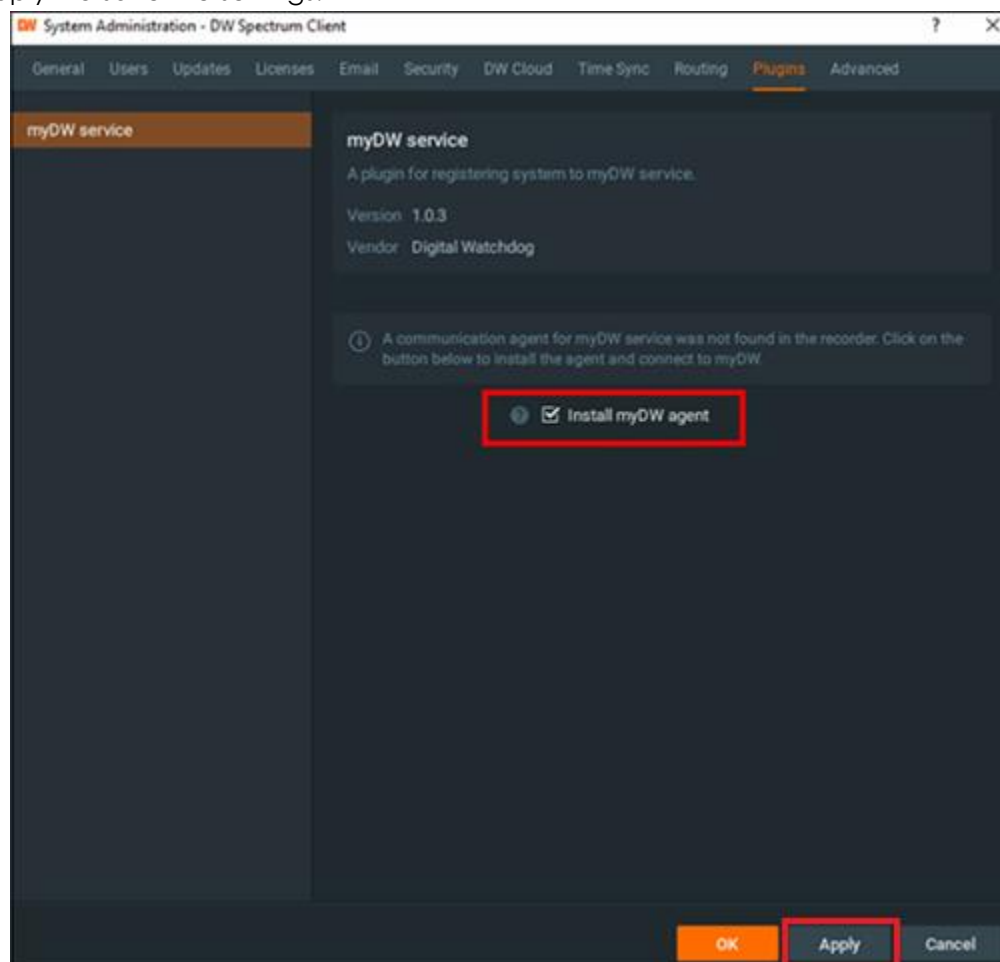 DW System Administration - DW Spectrum Client ? X
General Users Updates Licenses Email Security DW Cloud Time Sync Routing Plugins Advanced
myDW service
myDW service
A plugin for registering system to myDW service.
Version 1.0.3
Vendor Digital Watchdog
A communication agent for myDW service was not found in the recorder. Click on the
button below to install the agent and connect to myDW.
? Install myDW agent
OK Apply Cancel